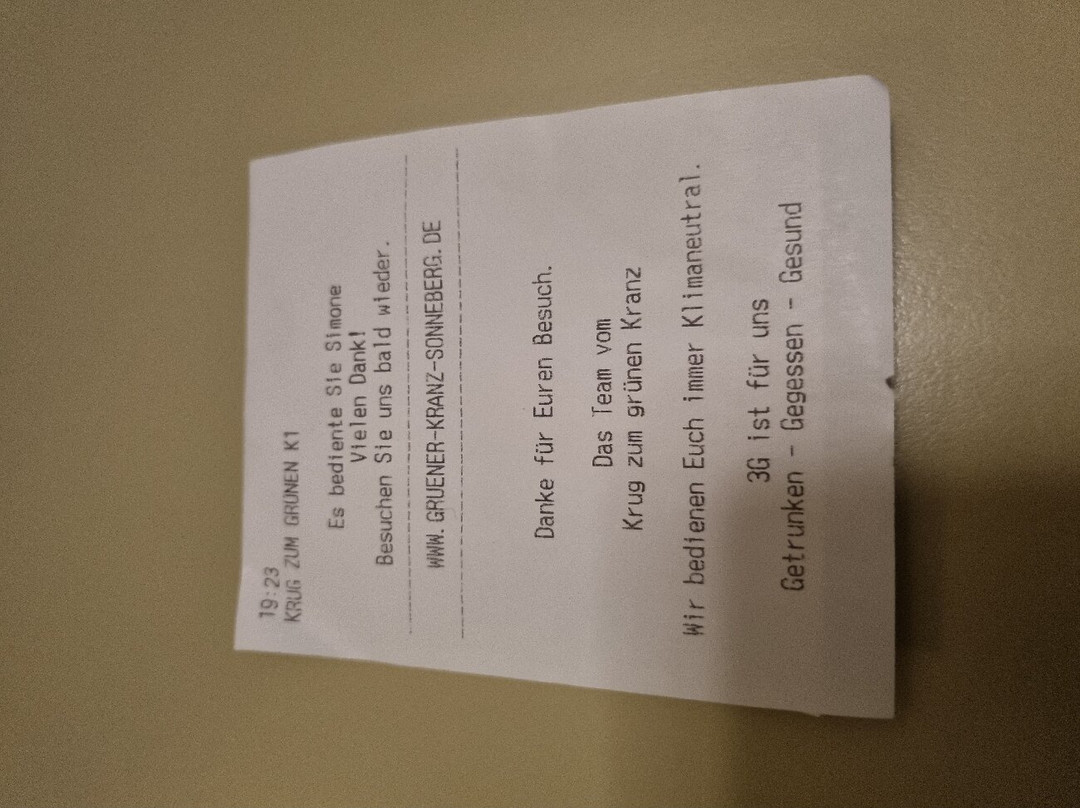 19:23
KRUG ZUM GRÜNEN K1
Es bediente Sie Simone
Vielen Dank!
Besuchen Sie uns bald wieder.
WWW.GRUENER-KRANZ-SONNEBERG.DE
Danke für Euren Besuch.
Das Team vom
Krug zum grünen Kranz
Wir bedienen Euch immer Klimaneutral.
3G ist für uns
Getrunken - Gegessen - Gesund